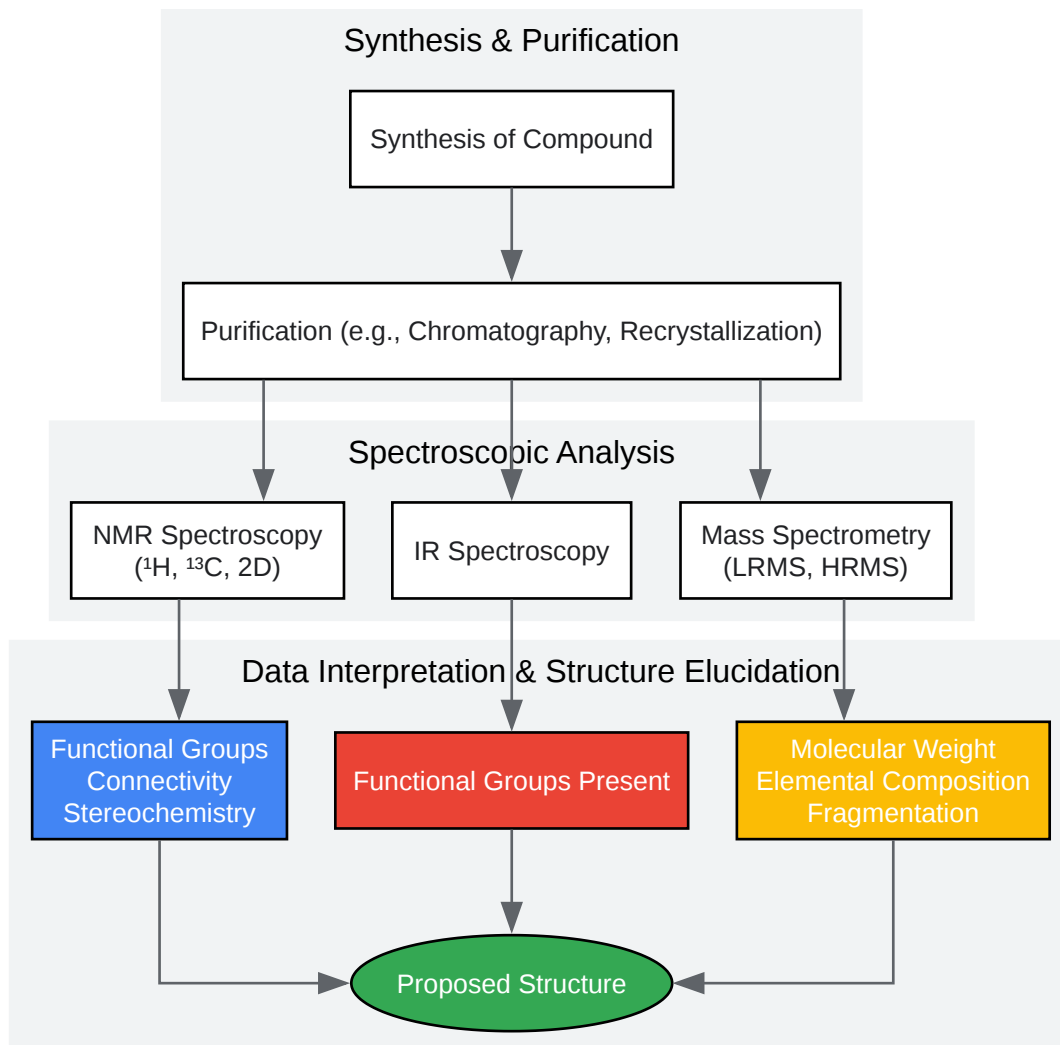 Synthesis & Purification
Synthesis of Compound
Purification (e.g., Chromatography, Recrystallization)
Spectroscopic Analysis
NMR Spectroscopy
(¹H, ¹³C, 2D)
IR Spectroscopy
Mass Spectrometry
(LRMS, HRMS)
Data Interpretation & Structure Elucidation
Functional Groups
Connectivity
Stereochemistry
Functional Groups Present
Molecular Weight
Elemental Composition
Fragmentation
Proposed Structure